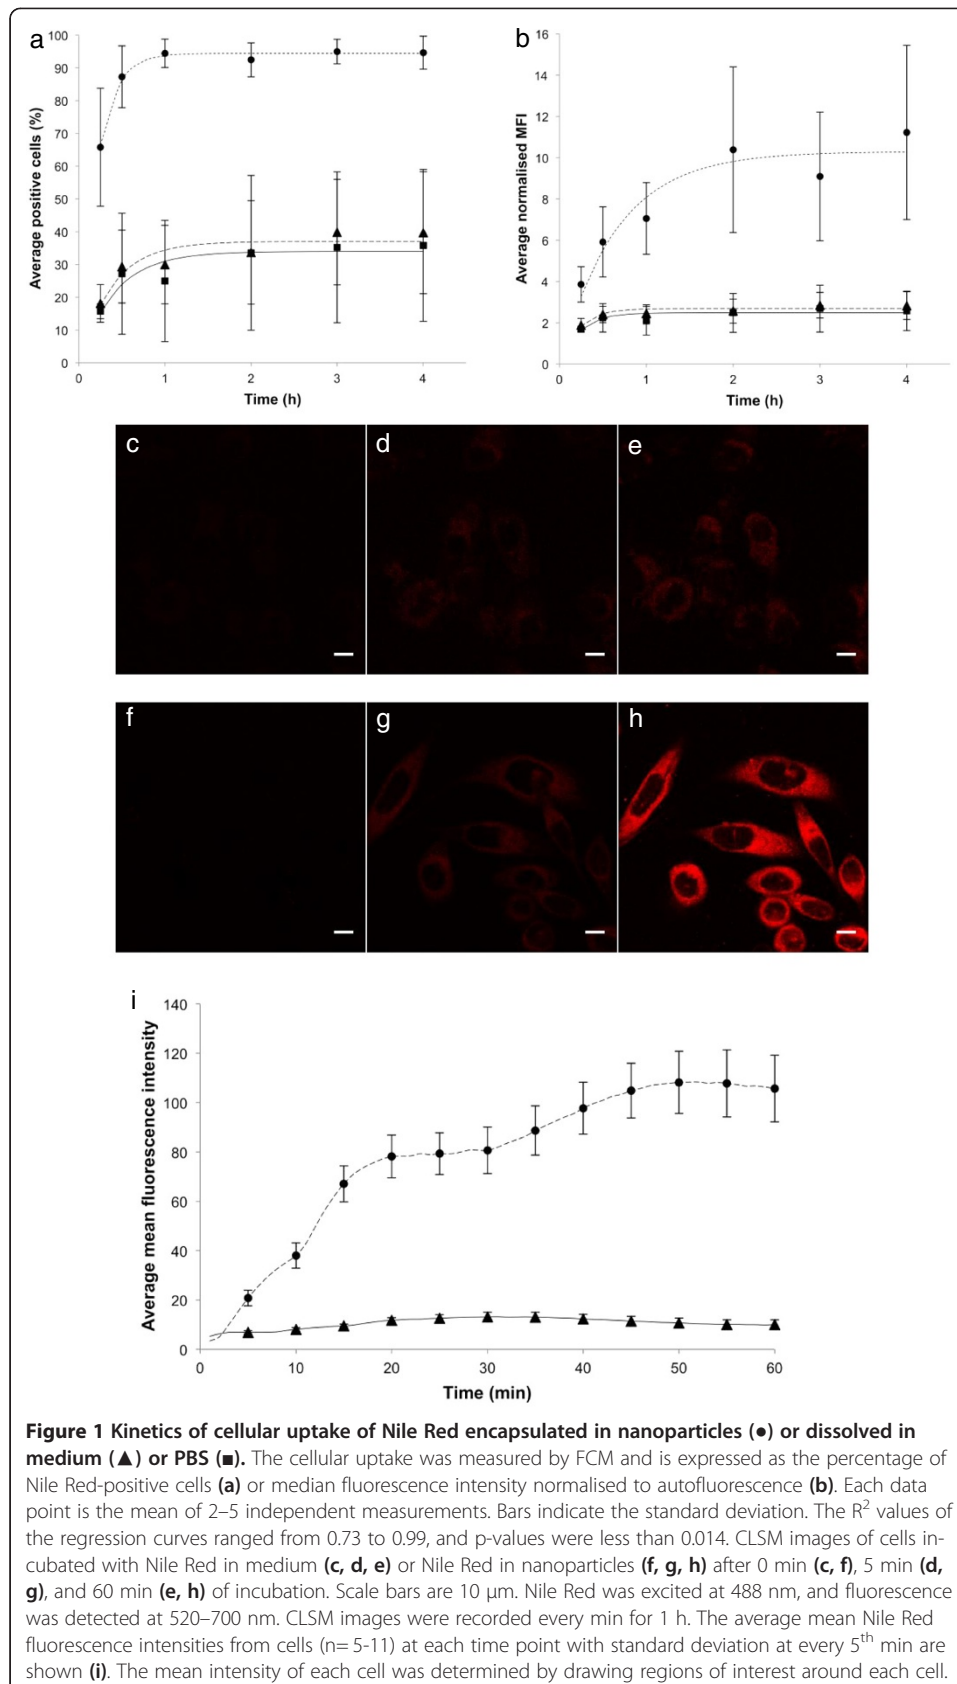 a
100
90
80
70
60
50
40
30
20
10
0
Average positive cells (%)
0 1 2 3 4
Time (h)
b
16
14
12
10
8
6
4
2
0
Average normalised MFI
0 1 2 3 4
Time (h)
c d e
f g h
i
140
120
100
80
60
40
20
0
Average mean fluorescence intensity
0 10 20 30 40 50 60
Time (min)
Figure 1 Kinetics of cellular uptake of Nile Red encapsulated in nanoparticles (●) or dissolved in
medium (▲) or PBS (■). The cellular uptake was measured by FCM and is expressed as the percentage of
Nile Red-positive cells (a) or median fluorescence intensity normalised to autofluorescence (b). Each data
point is the mean of 2–5 independent measurements. Bars indicate the standard deviation. The R² values of
the regression curves ranged from 0.73 to 0.99, and p-values were less than 0.014. CLSM images of cells in-
cubated with Nile Red in medium (c, d, e) or Nile Red in nanoparticles (f, g, h) after 0 min (c, f), 5 min (d,
g), and 60 min (e, h) of incubation. Scale bars are 10 μm. Nile Red was excited at 488 nm, and fluorescence
was detected at 520–700 nm. CLSM images were recorded every min for 1 h. The average mean Nile Red
fluorescence intensities from cells (n= 5-11) at each time point with standard deviation at every 5th min are
shown (i). The mean intensity of each cell was determined by drawing regions of interest around each cell.